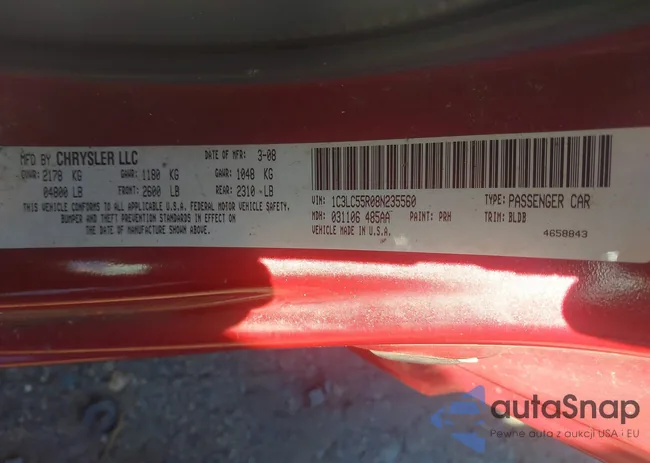 MFD BY CHRYSLER LLC DATE OF MFR: 3-08
GVWR: 2178 KG GAWR: 1180 KG GAWR: 1048 KG
04800 LB FRONT: 2600 LB REAR: 2310 LB
THIS VEHICLE CONFORMS TO ALL APPLICABLE U.S.A. FEDERAL MOTOR VEHICLE SAFETY,
BUMPER AND THEFT PREVENTION STANDARDS IN EFFECT ON
THE DATE OF MANUFACTURE SHOWN ABOVE.
VIN: 1C3LC55R08N235560 TYPE: PASSENGER CAR
MDH: 031106 485AA PAINT: PRH TRIM: BLDB
VEHICLE MADE IN U.S.A. 4658843
autaSnap
Pewne auta z aukcji USA i EU